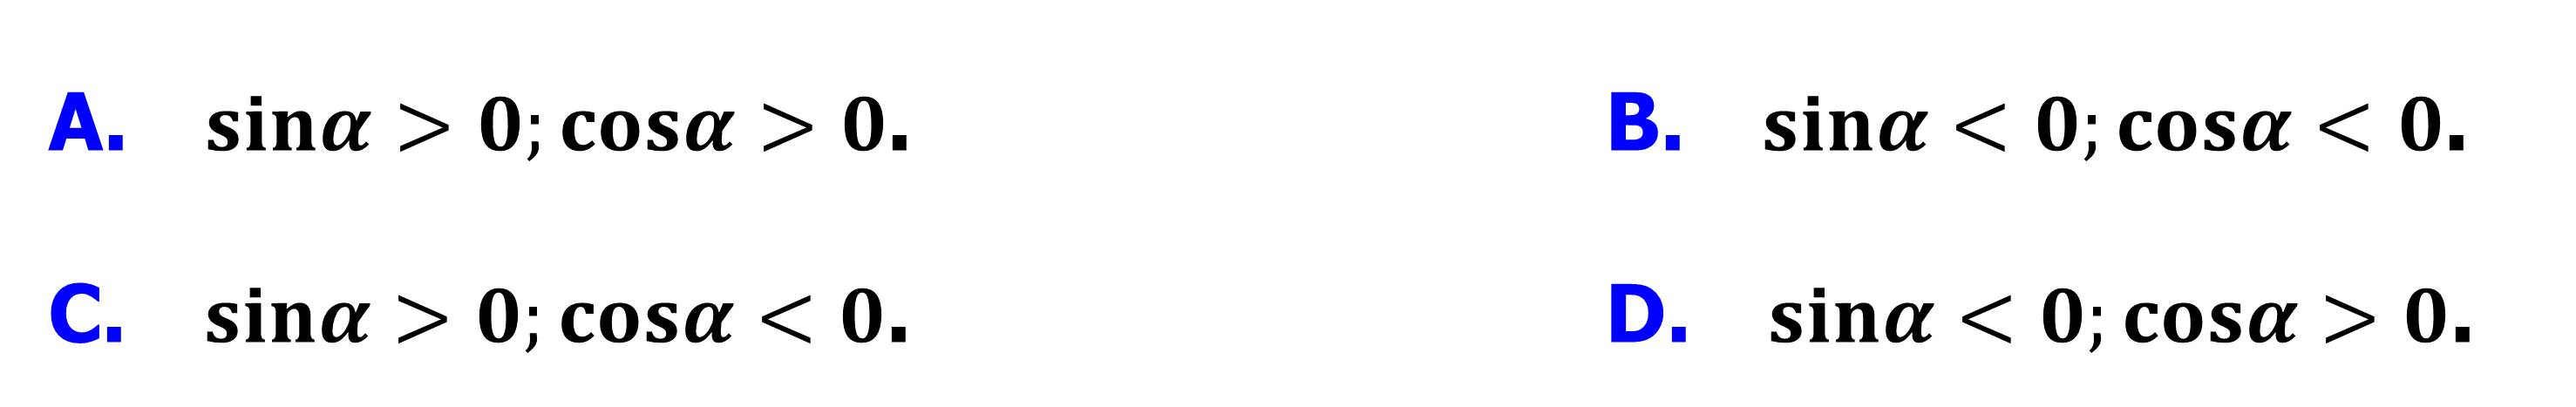 A. sinα > 0; cosα > 0. B. sinα < 0; cosα < 0.
C. sinα > 0; cosα < 0. D. sinα < 0; cosα > 0.